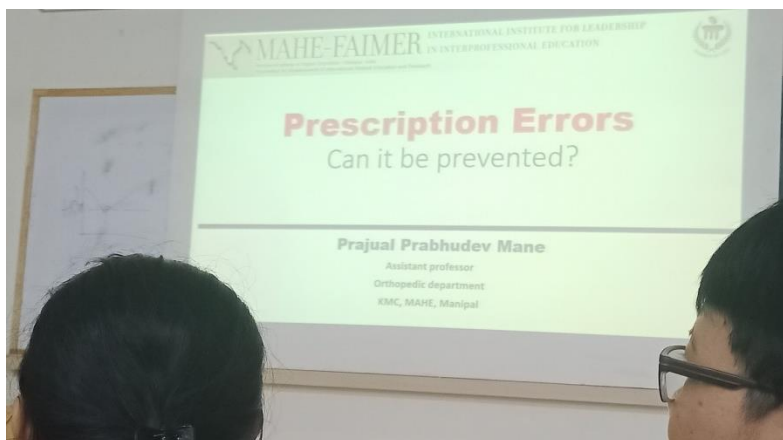 MAHE-FAIMER
INTERNATIONAL INSTITUTE FOR LEADERSHIP
IN INTERPROFESSIONAL EDUCATION
Prescription Errors
Can it be prevented?
Prajual Prabhudev Mane
Assistant professor
Orthopedic department
KMC, MAHE, Manipal